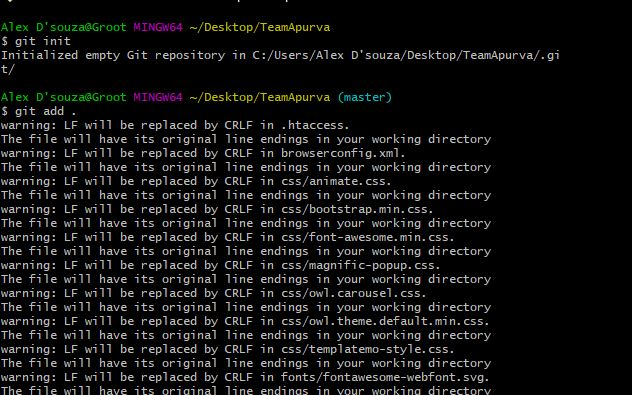 Alex D'souza@Groot MINGW64 ~/Desktop/TeamApurva
$ git init
Initialized empty Git repository in C:/Users/Alex D'souza/Desktop/TeamApurva/.gi
t/
Alex D'souza@Groot MINGW64 ~/Desktop/TeamApurva (master)
$ git add .
warning: LF will be replaced by CRLF in .htaccess.
The file will have its original line endings in your working directory
warning: LF will be replaced by CRLF in browserconfig.xml.
The file will have its original line endings in your working directory
warning: LF will be replaced by CRLF in css/animate.css.
The file will have its original line endings in your working directory
warning: LF will be replaced by CRLF in css/bootstrap.min.css.
The file will have its original line endings in your working directory
warning: LF will be replaced by CRLF in css/font-awesome.min.css.
The file will have its original line endings in your working directory
warning: LF will be replaced by CRLF in css/magnific-popup.css.
The file will have its original line endings in your working directory
warning: LF will be replaced by CRLF in css/owl.carousel.css.
The file will have its original line endings in your working directory
warning: LF will be replaced by CRLF in css/owl.theme.default.min.css.
The file will have its original line endings in your working directory
warning: LF will be replaced by CRLF in css/templatemo-style.css.
The file will have its original line endings in your working directory
warning: LF will be replaced by CRLF in fonts/fontawesome-webfont.svg.
The file will have its original line endings in your working directory